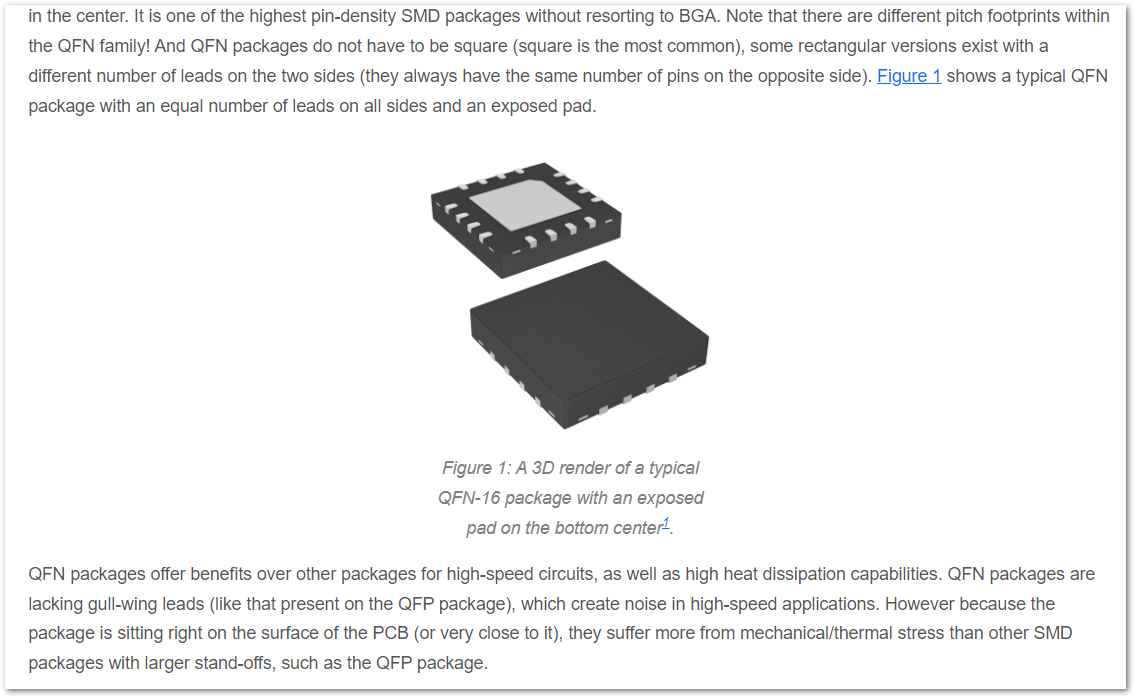 in the center. It is one of the highest pin-density SMD packages without resorting to BGA. Note that there are different pitch footprints within
the QFN family! And QFN packages do not have to be square (square is the most common), some rectangular versions exist with a
different number of leads on the two sides (they always have the same number of pins on the opposite side). Figure 1 shows a typical QFN
package with an equal number of leads on all sides and an exposed pad.
Figure 1: A 3D render of a typical
QFN-16 package with an exposed
pad on the bottom center1.
QFN packages offer benefits over other packages for high-speed circuits, as well as high heat dissipation capabilities. QFN packages are
lacking gull-wing leads (like that present on the QFP package), which create noise in high-speed applications. However because the
package is sitting right on the surface of the PCB (or very close to it), they suffer more from mechanical/thermal stress than other SMD
packages with larger stand-offs, such as the QFP package.